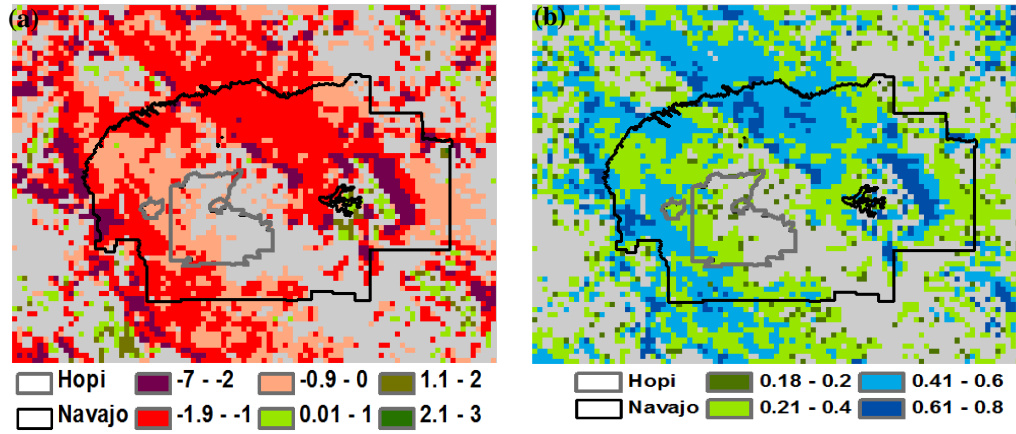 (a) (b)
Hopi -7 - -2 -0.9 - 0 1.1 - 2
Navajo -1.9 - -1 0.01 - 1 2.1 - 3
Hopi 0.18 - 0.2 0.41 - 0.6
Navajo 0.21 - 0.4 0.61 - 0.8